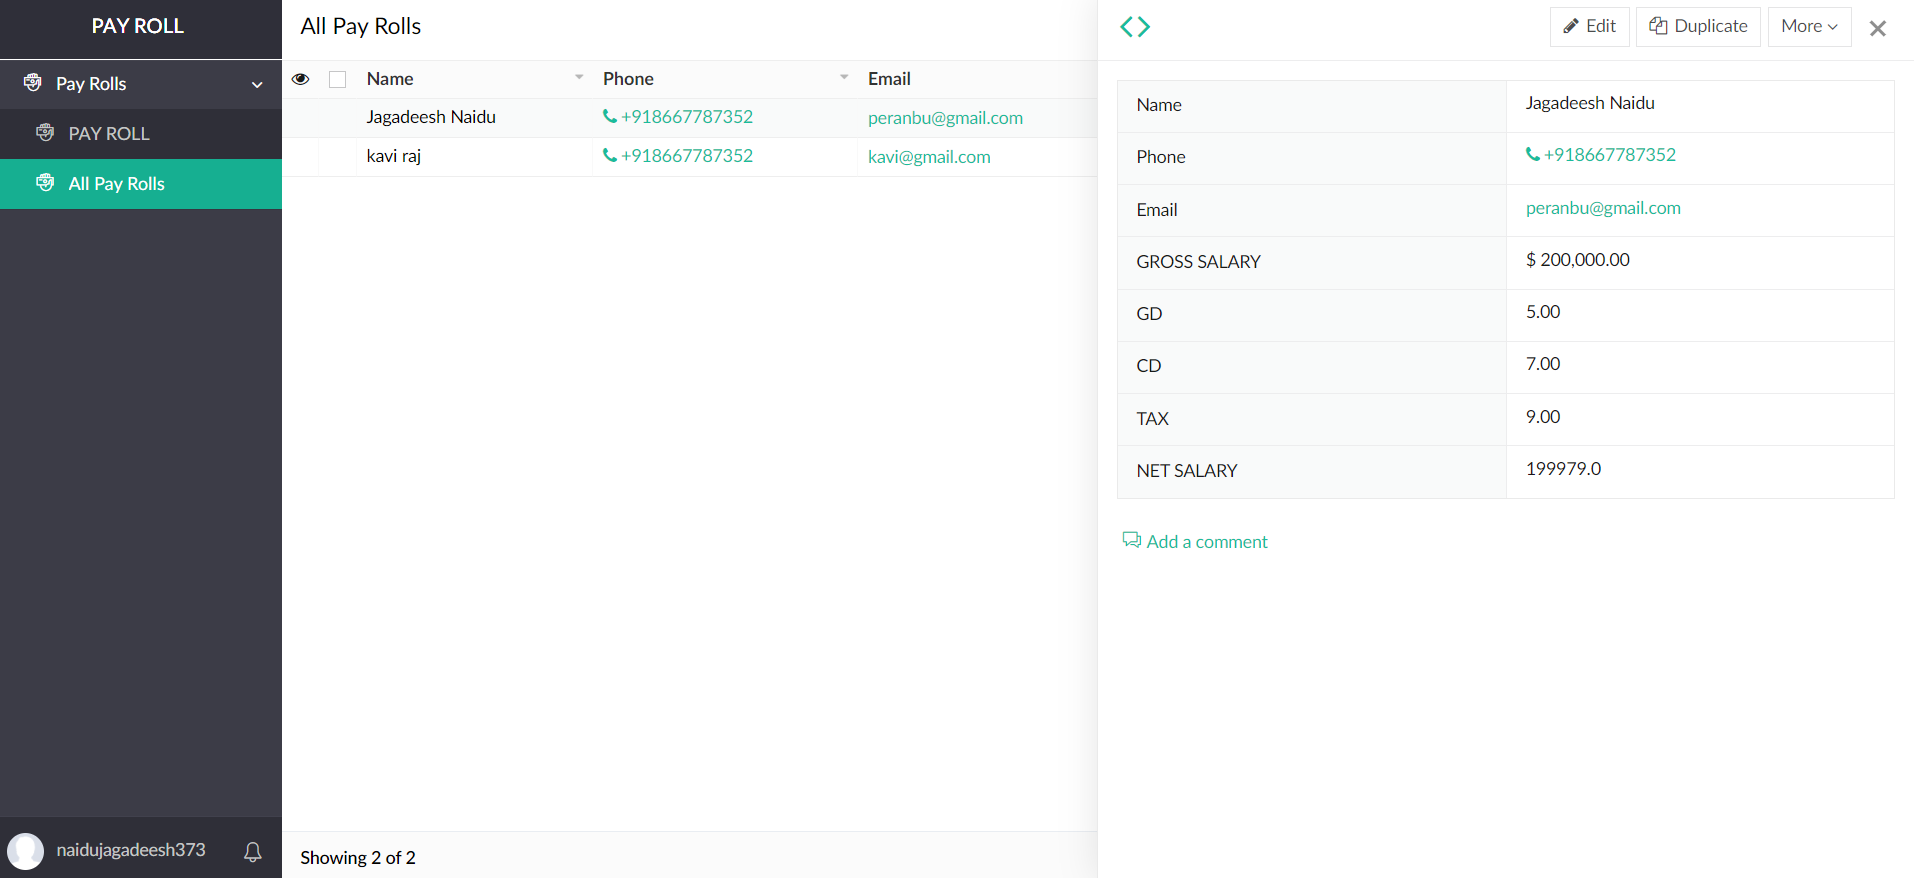 PAY ROLL
Pay Rolls
PAY ROLL
All Pay Rolls
naidujagadeesh373
All Pay Rolls
Name Phone Email
Jagadeesh Naidu +918667787352 peranbu@gmail.com
kavi raj +918667787352 kavi@gmail.com
Showing 2 of 2
Edit Duplicate More
Name Jagadeesh Naidu
Phone +918667787352
Email peranbu@gmail.com
GROSS SALARY $ 200,000.00
GD 5.00
CD 7.00
TAX 9.00
NET SALARY 199979.0
Add a comment